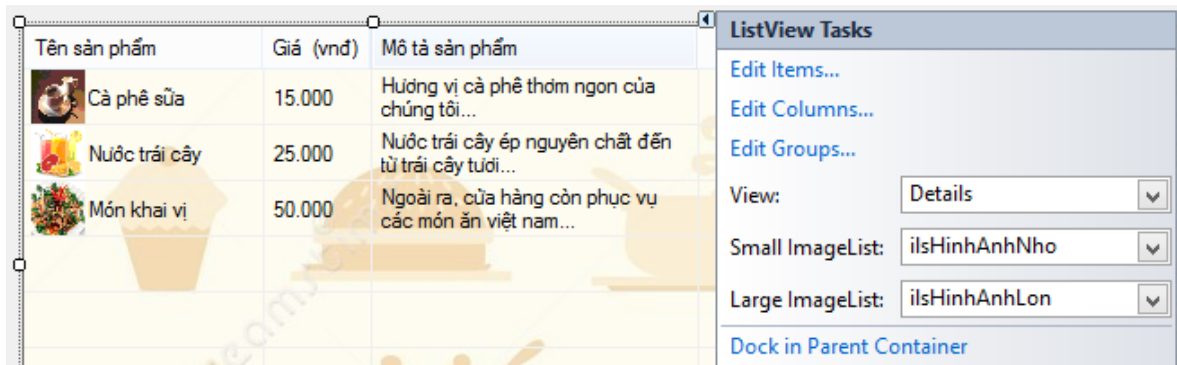 Tên sản phẩm Giá (vnđ) Mô tả sản phẩm
Cà phê sữa 15.000 Hương vị cà phê thơm ngon của
chúng tôi...
Nước trái cây 25.000 Nước trái cây ép nguyên chất đến
từ trái cây tươi...
Món khai vị 50.000 Ngoài ra, cửa hàng còn phục vụ
các món ăn việt nam...
ListView Tasks
Edit Items...
Edit Columns...
Edit Groups...
View: Details
Small ImageList: ilsHinhAnhNho
Large ImageList: ilsHinhAnhLon
Dock in Parent Container